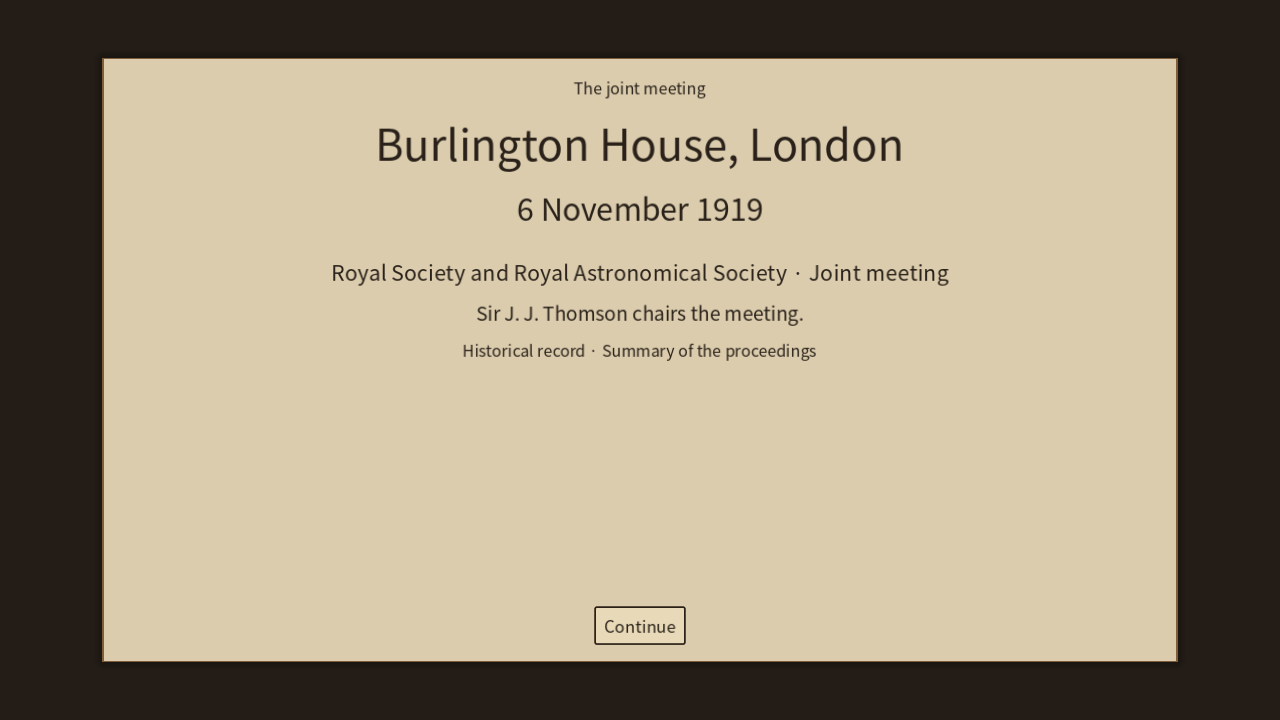 The joint meeting
Burlington House, London
6 November 1919
Royal Society and Royal Astronomical Society · Joint meeting
Sir J. J. Thomson chairs the meeting.
Historical record · Summary of the proceedings
Continue